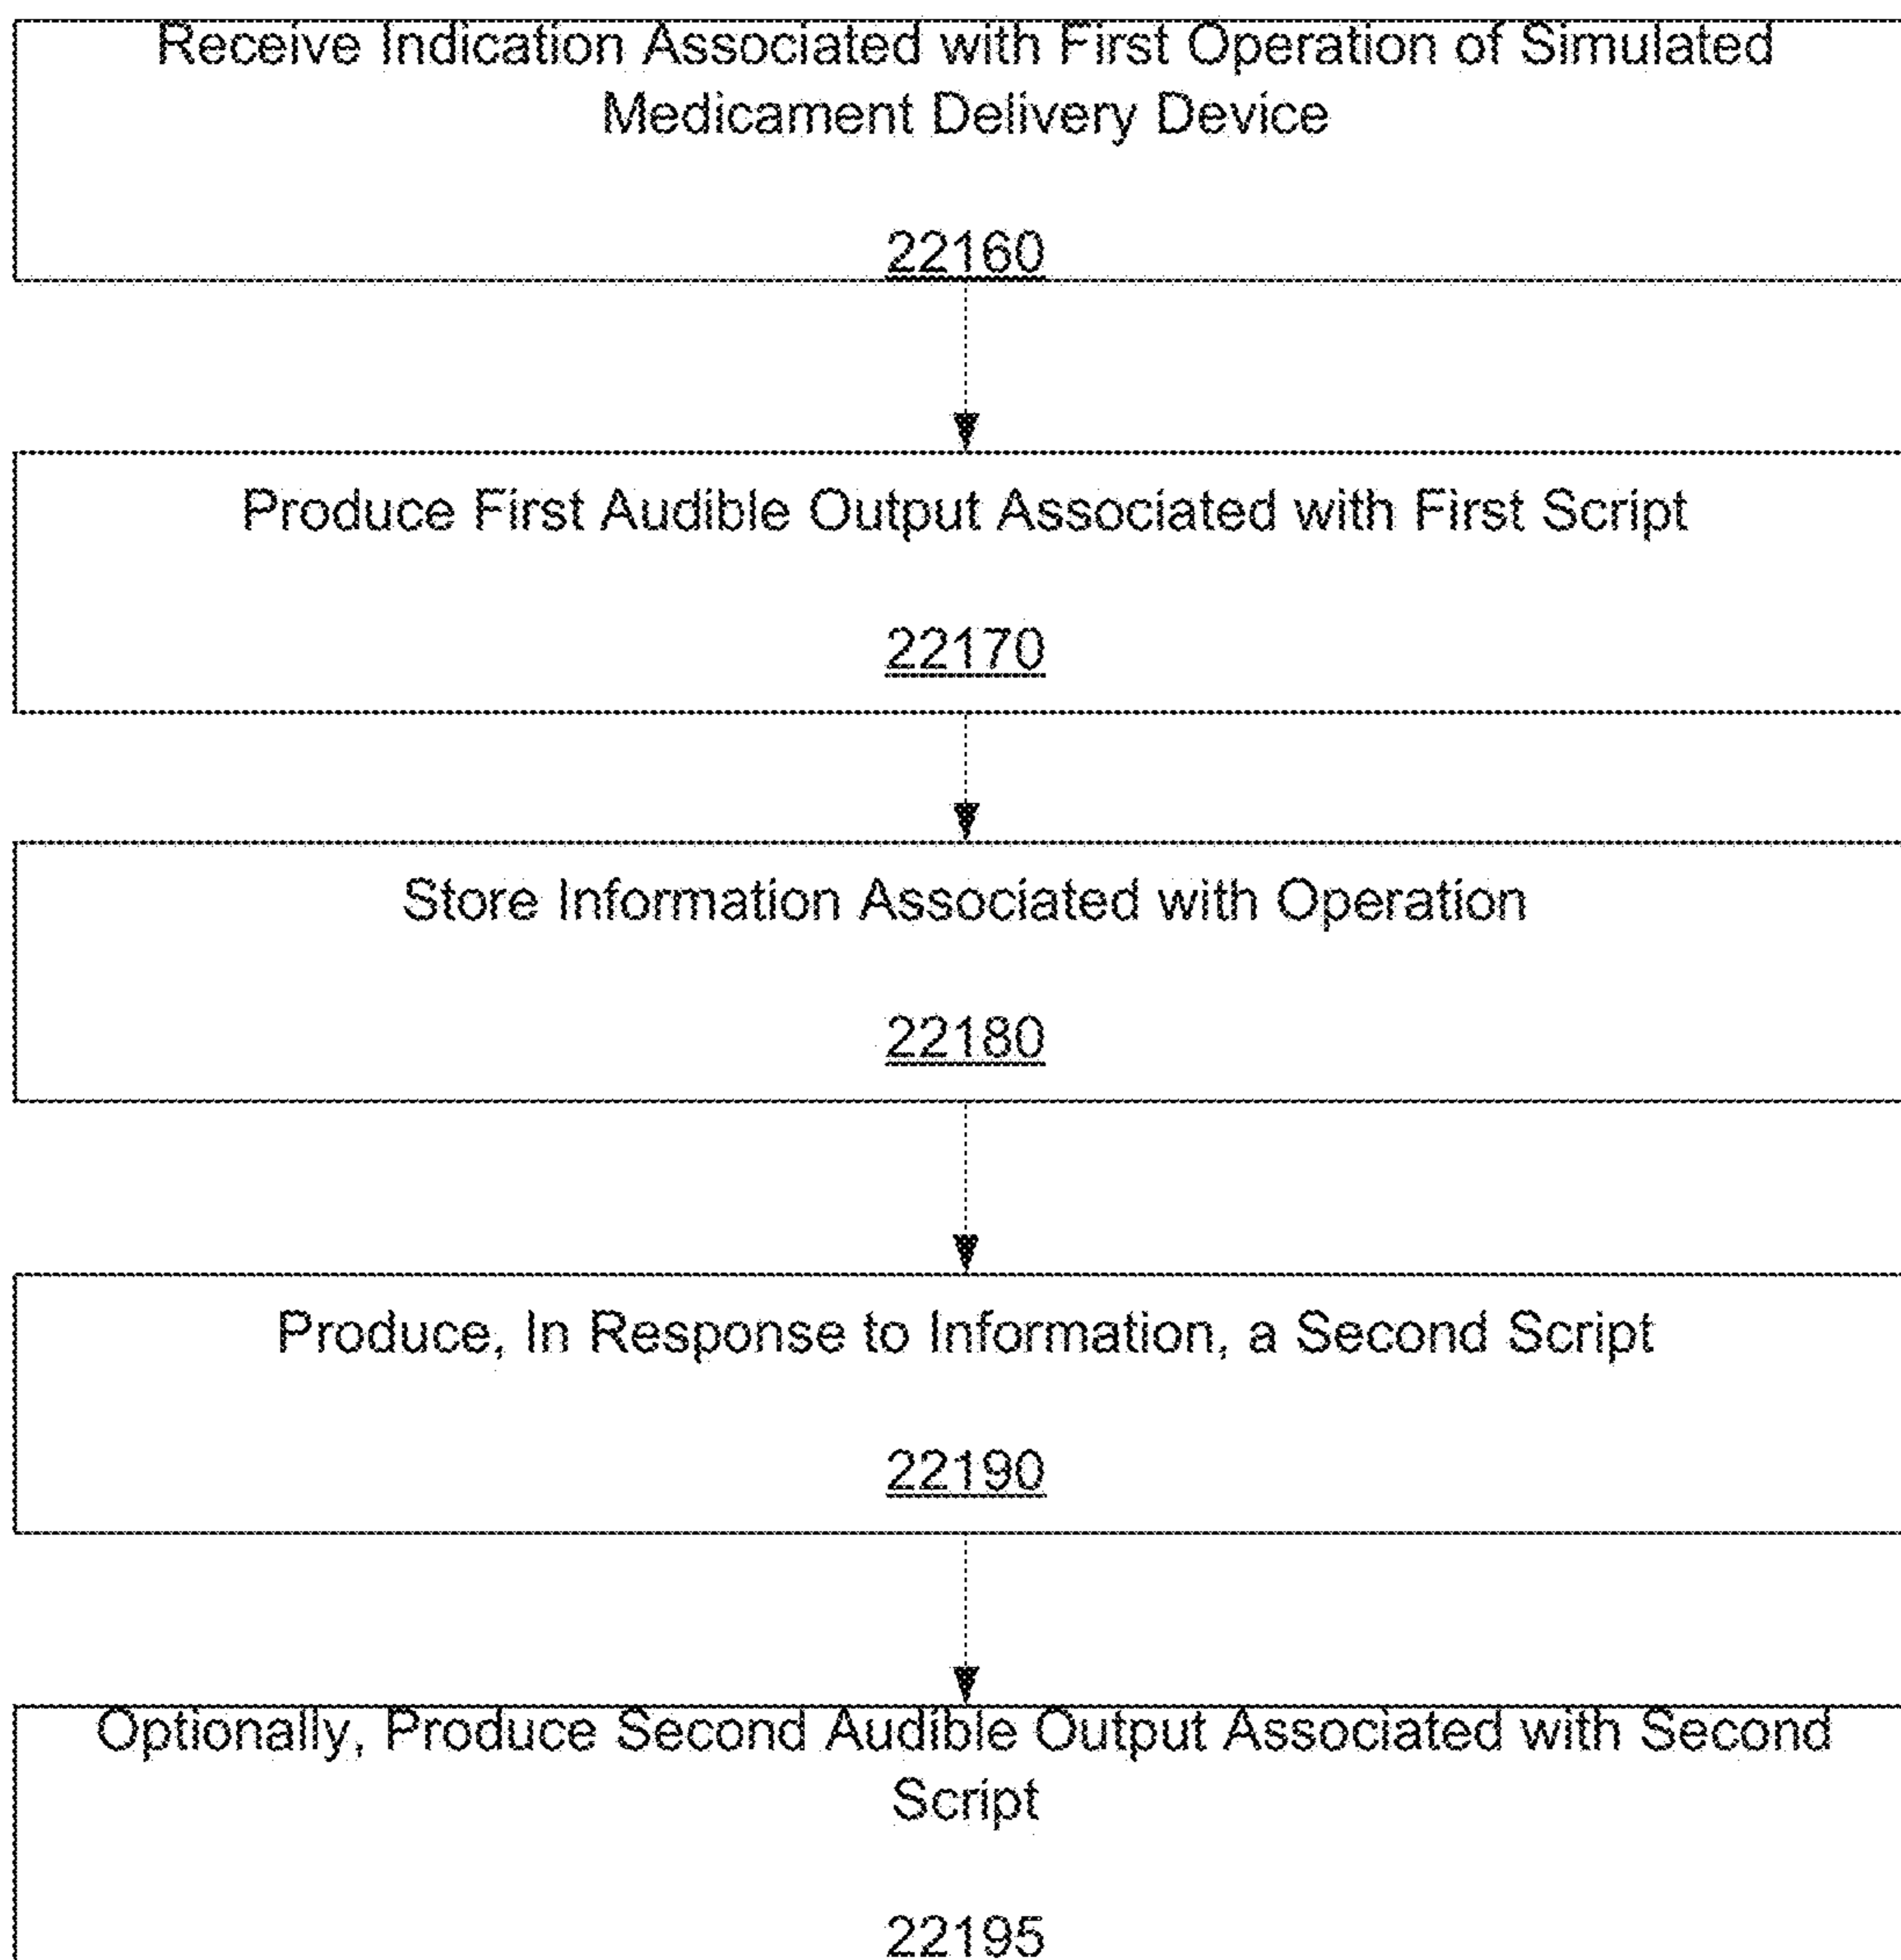 Receive Indication Associated with First Operation of Simulated
Medicament Delivery Device
22160
Produce First Audible Output Associated with First Script
22170
Store Information Associated with Operation
22180
Produce, In Response to Information, a Second Script
22190
Optionally, Produce Second Audible Output Associated with Second
Script
22195